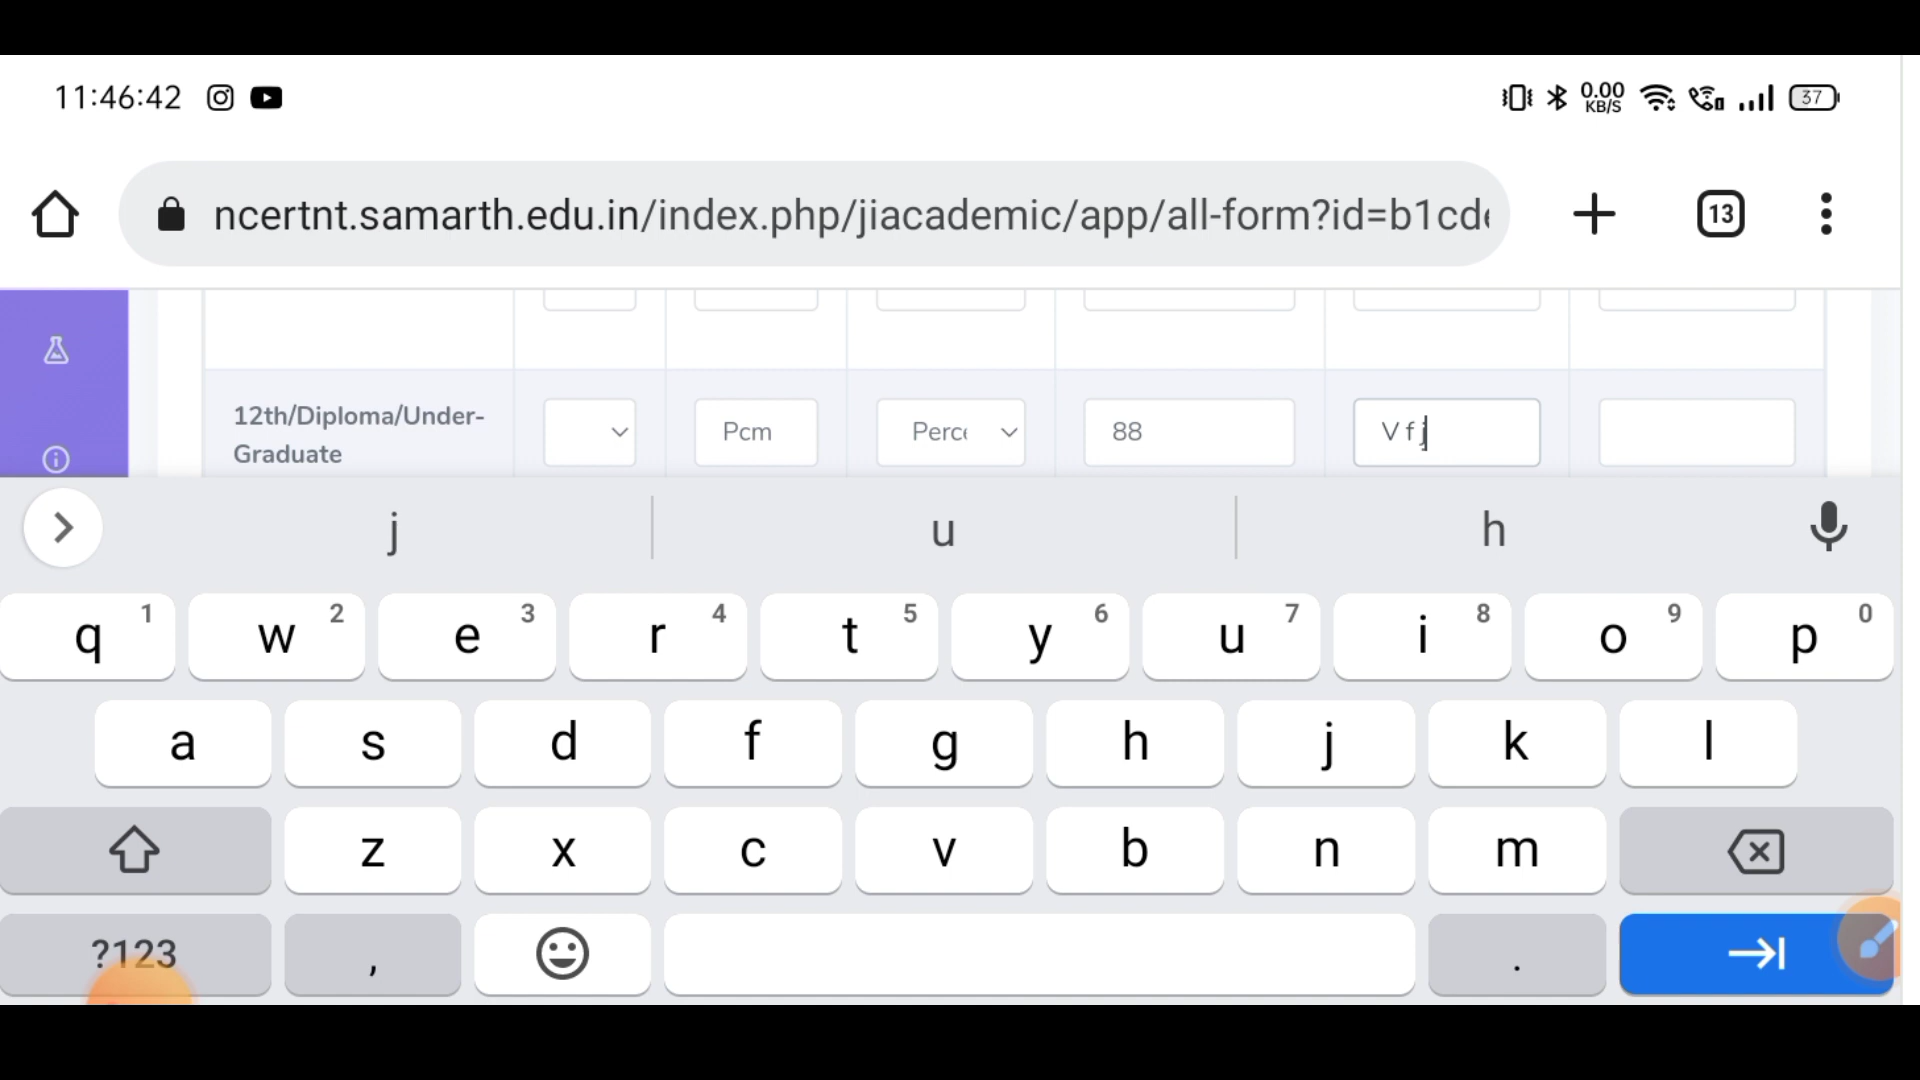 11:46:42 0.00 KB/S 37
ncertnt.samarth.edu.in/index.php/jiacademic/app/all-form?id=b1cd 13
12th/Diploma/Under-
Graduate
Pcm Perce 88 V f j
j u h
q 1 w 2 e 3 r 4 t 5 y 6 u 7 i 8 o 9 p 0
a s d f g h j k l
z x c v b n m
?123 , .